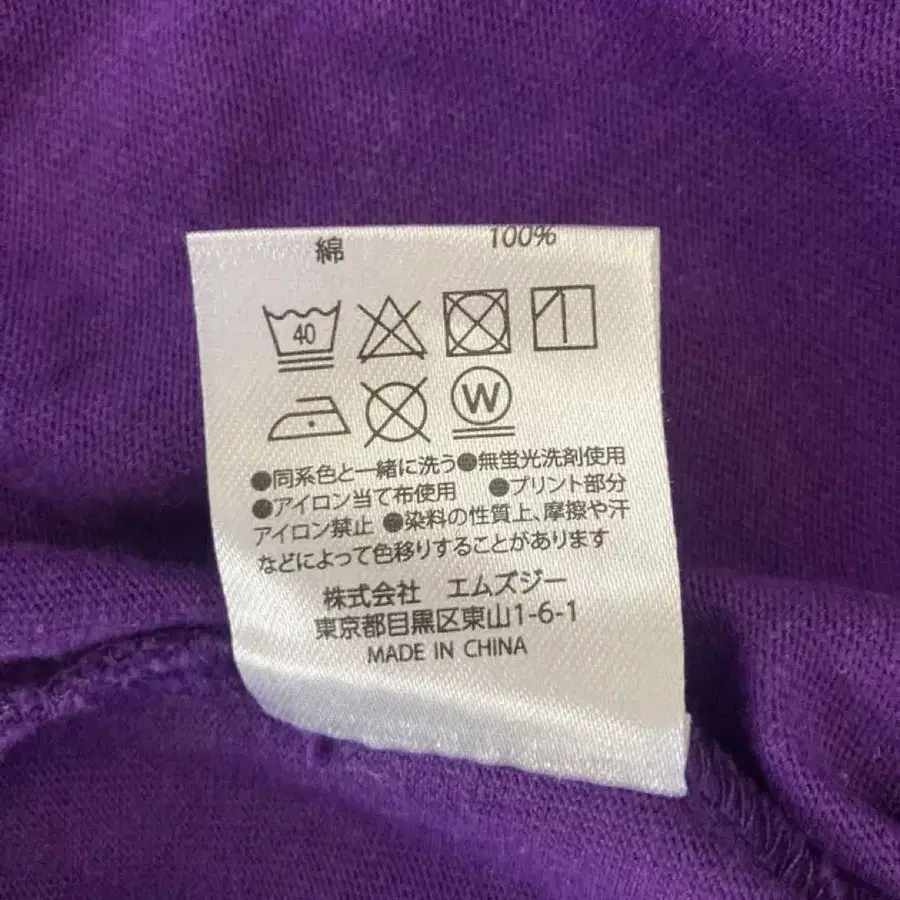 綿 100%
40
W
●同系色と一緒に洗う●無蛍光洗剤使用
●アイロン当て布使用 ●プリント部分
アイロン禁止 ●染料の性質上、摩擦や汗
などによって色移りすることがあります
株式会社 エムズジー
東京都目黒区東山1-6-1
MADE IN CHINA